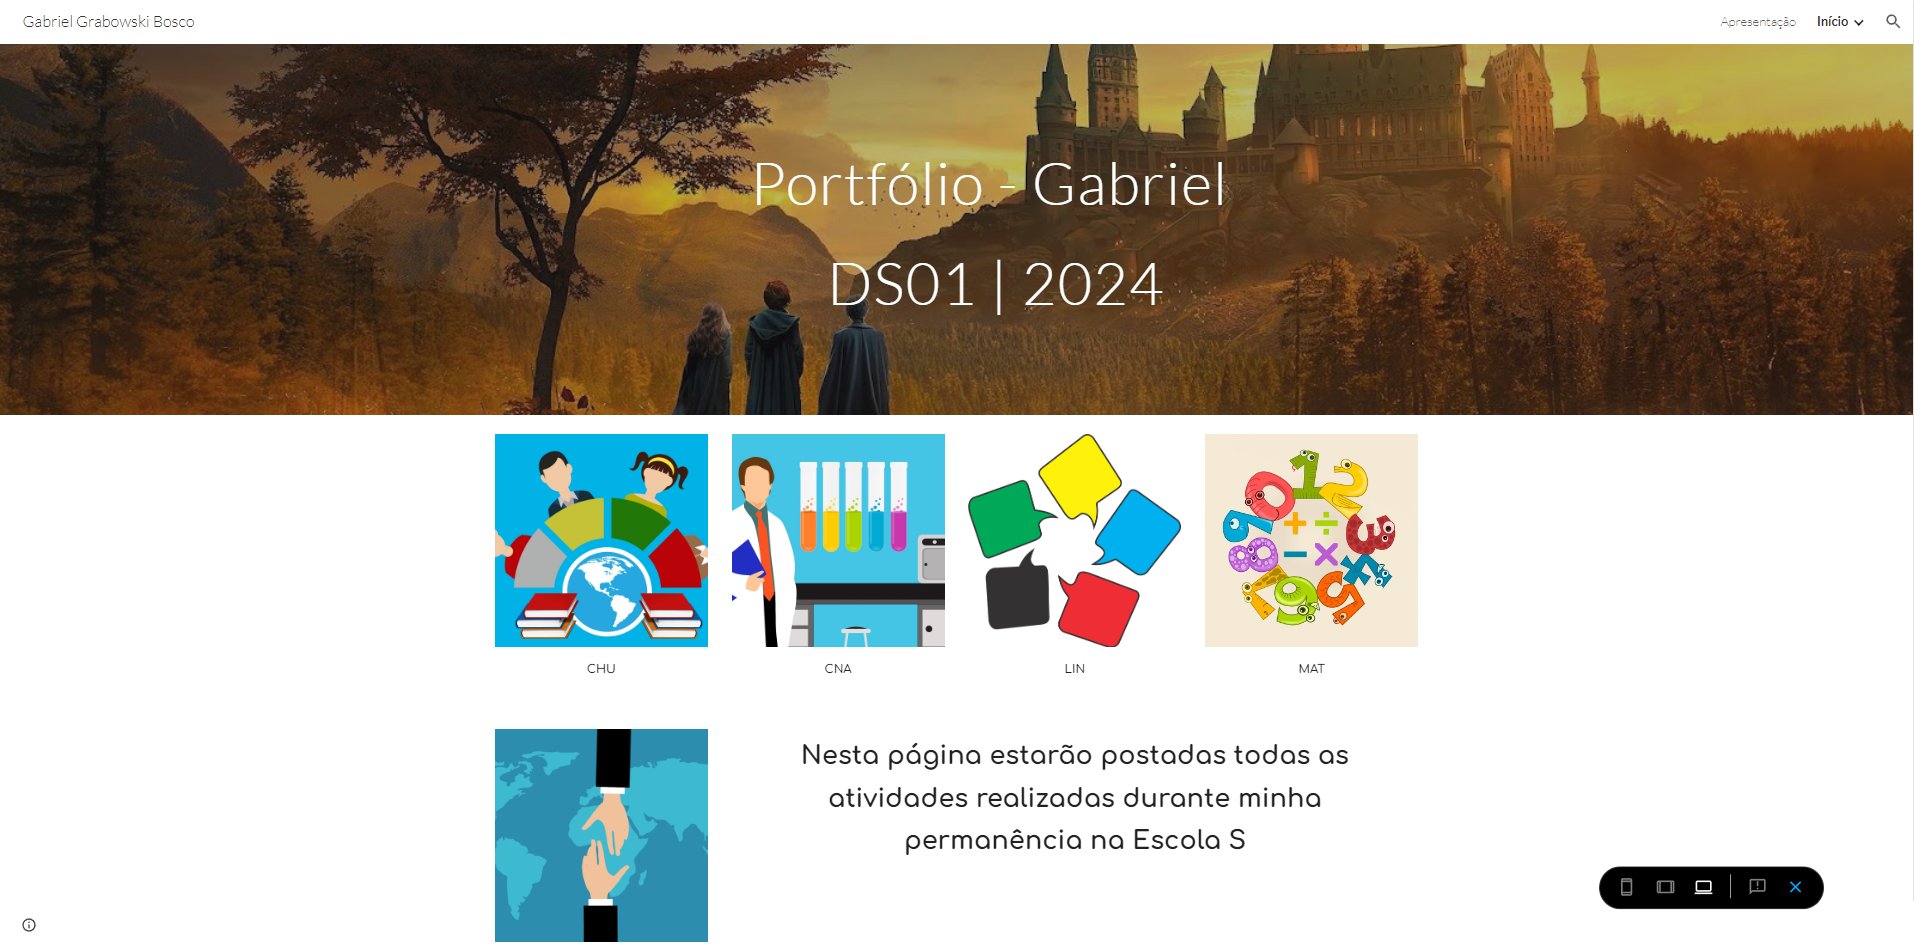 Gabriel Grabowski Bosco
Apresentação Início
Portfólio - Gabriel
DS01 | 2024
CHU
CNA
LIN
MAT
Nesta página estarão postadas todas as
atividades realizadas durante minha
permanência na Escola S